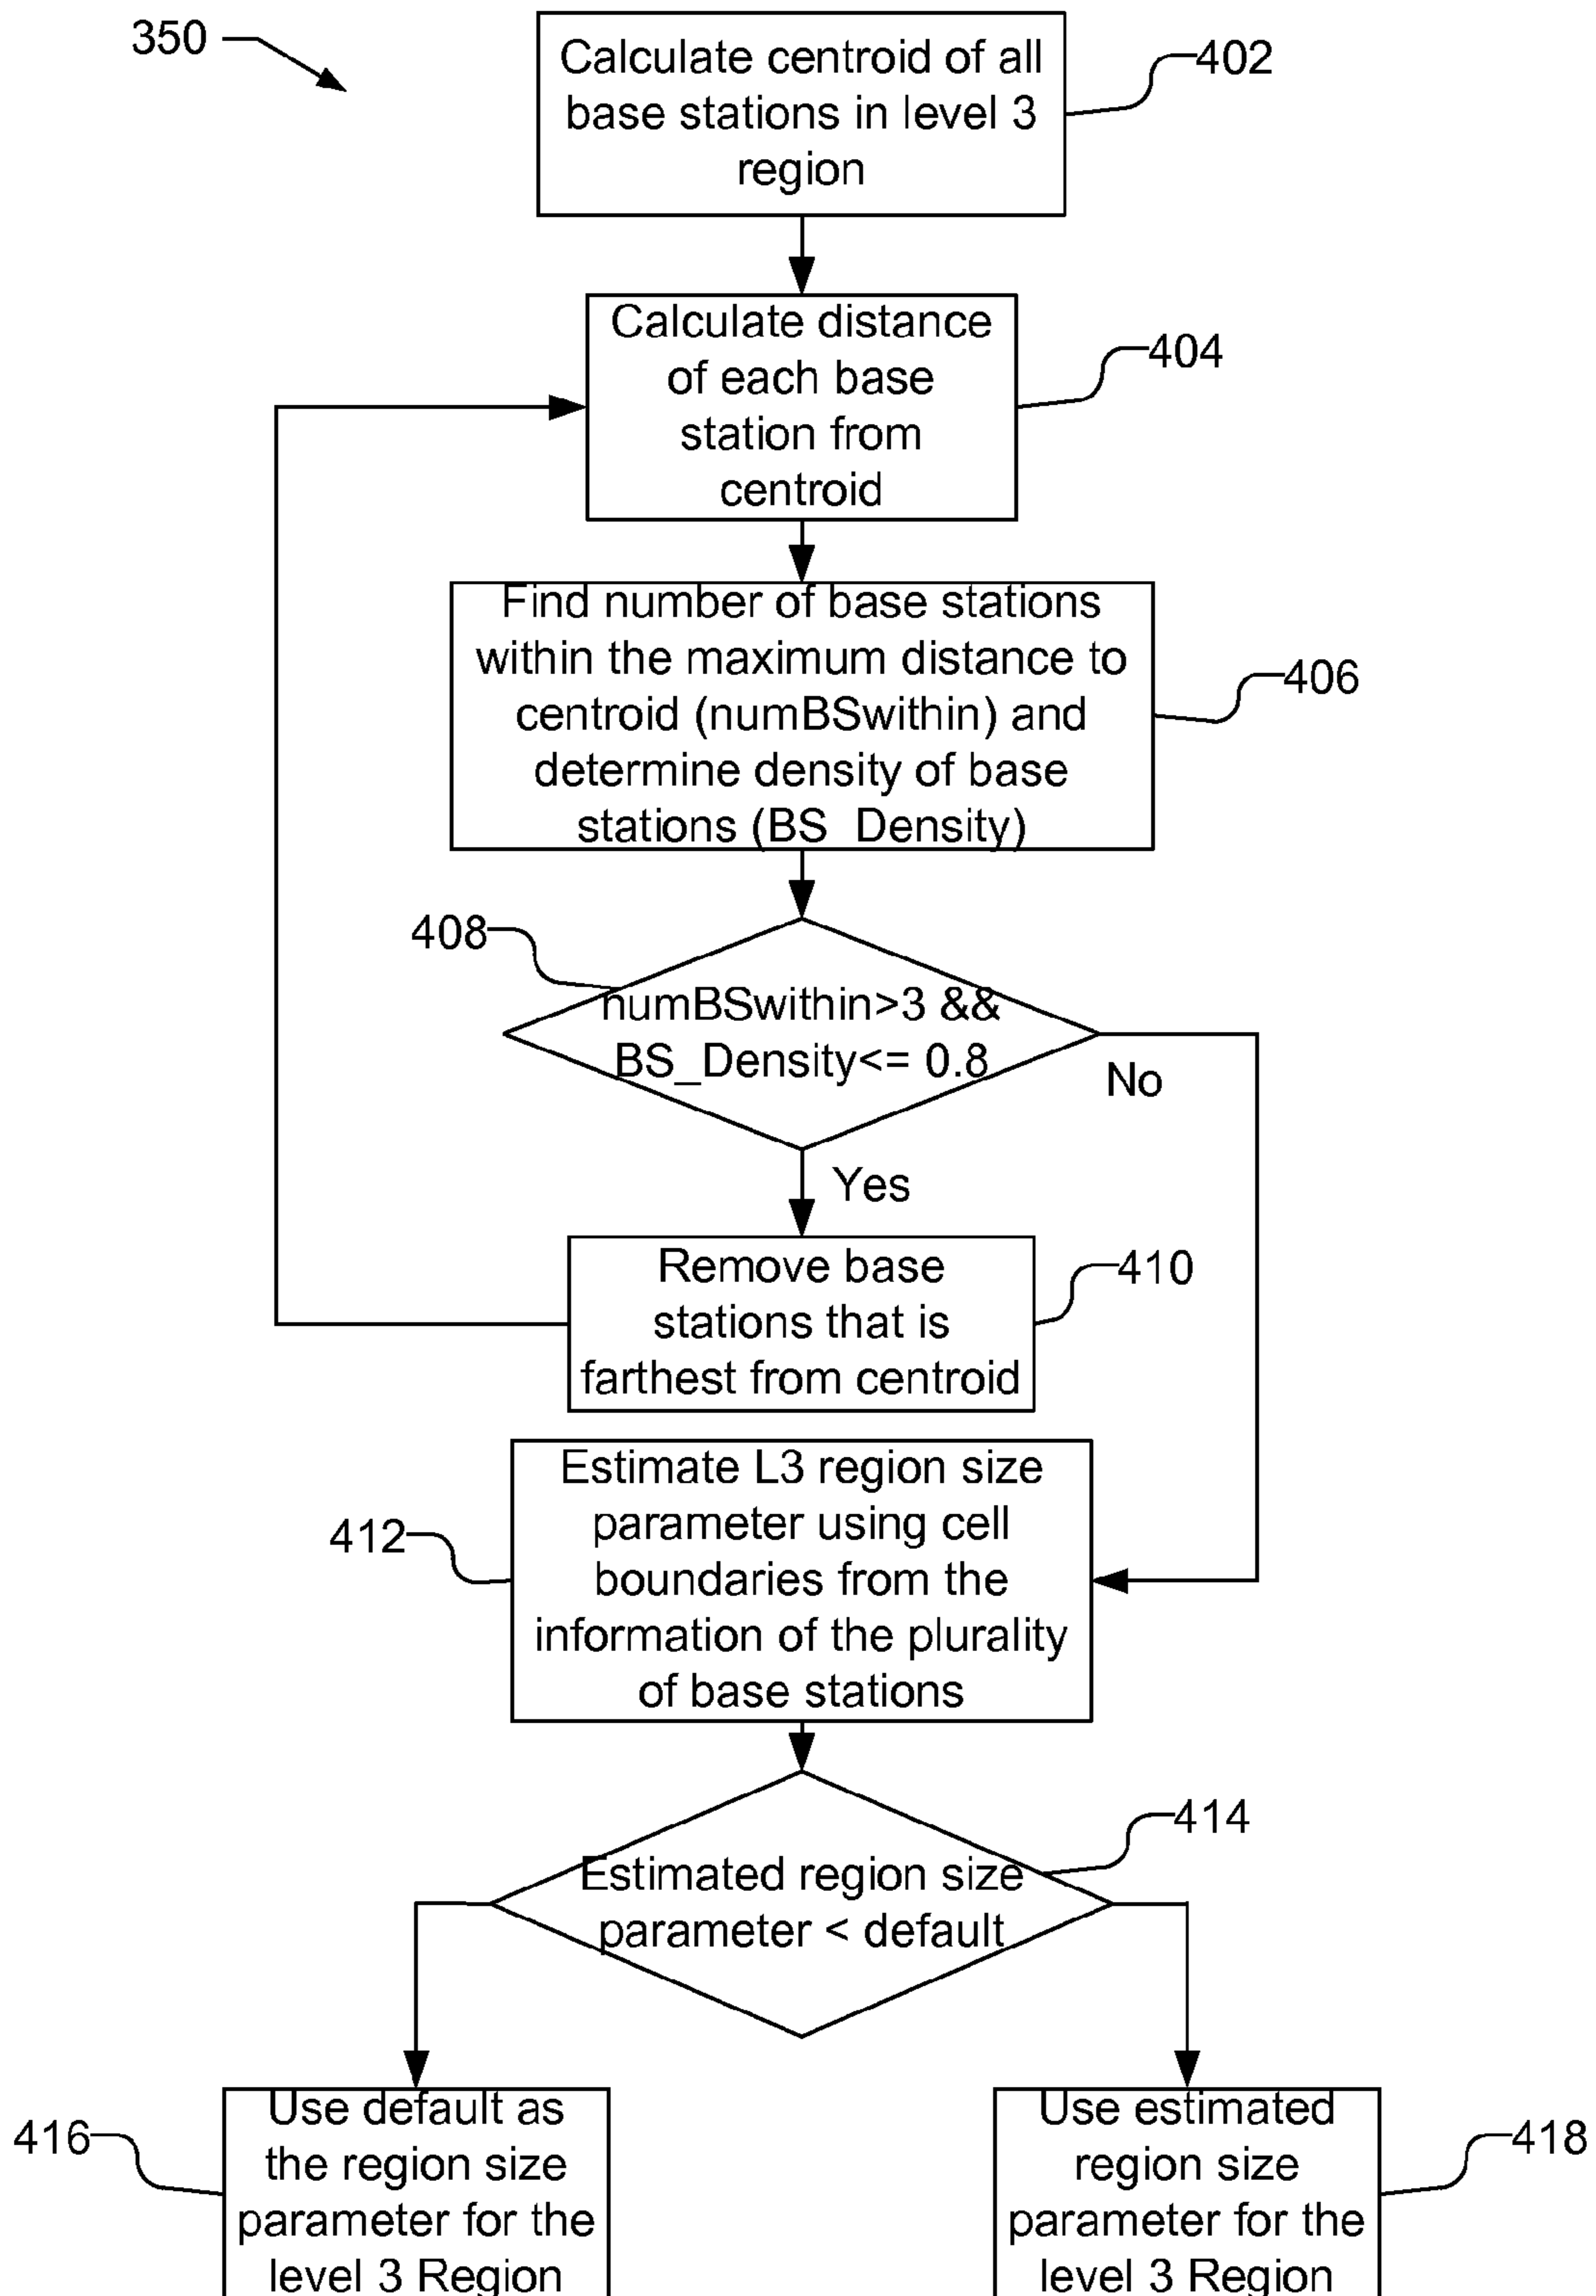 350
Calculate centroid of all
base stations in level 3
region
402
Calculate distance
of each base
station from
centroid
404
Find number of base stations
within the maximum distance to
centroid (numBSwithin) and
determine density of base
stations (BS_Density)
406
408
numBSwithin>3 &&
BS_Density<= 0.8
No
Yes
Remove base
stations that is
farthest from centroid
410
Estimate L3 region size
parameter using cell
boundaries from the
information of the plurality
of base stations
412
414
Estimated region size
parameter < default
416
Use default as
the region size
parameter for the
level 3 Region
Use estimated
region size
parameter for the
level 3 Region
418